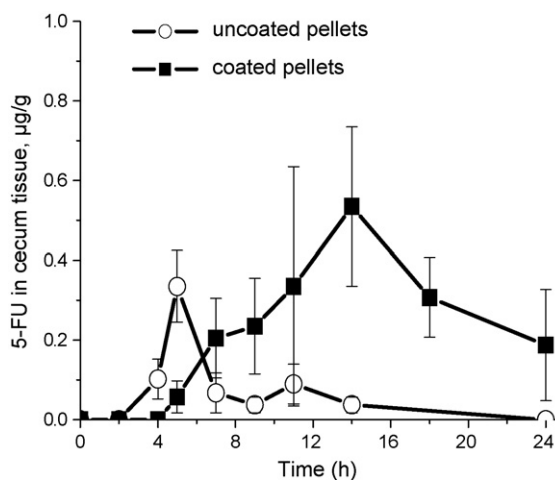 uncoated pellets
coated pellets
5-FU in cecum tissue, µg/g
1.0
0.8
0.6
0.4
0.2
0.0
0 4 8 12 16 20 24
Time (h)